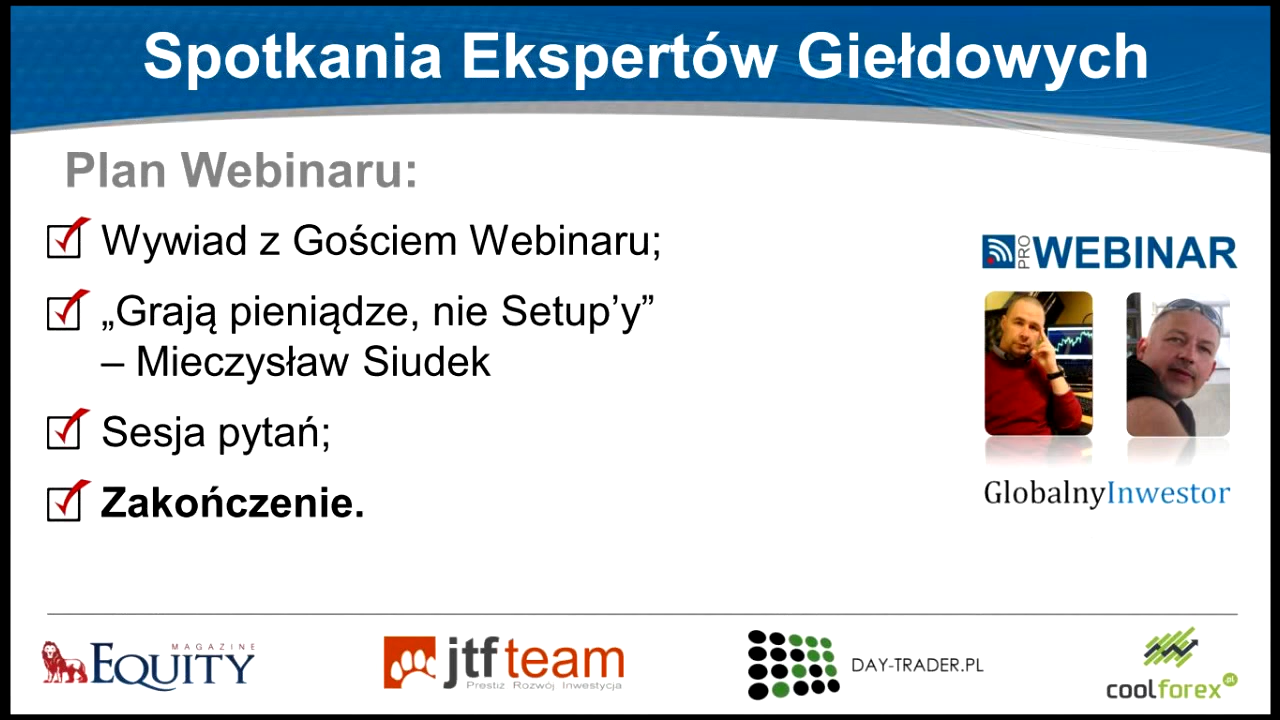 Spotkania Ekspertów Giełdowych
Plan Webinaru:
Wywiad z Gościem Webinaru;
„Grają pieniądze, nie Setup’y”
– Mieczysław Siudek
Sesja pytań;
Zakończenie.
PRO WEBINAR
GlobalnyInwestor
MAGAZINE
EQUITY
jtf team
Prestiż Rozwój Inwestycja
DAY-TRADER.PL
coolforex.pl